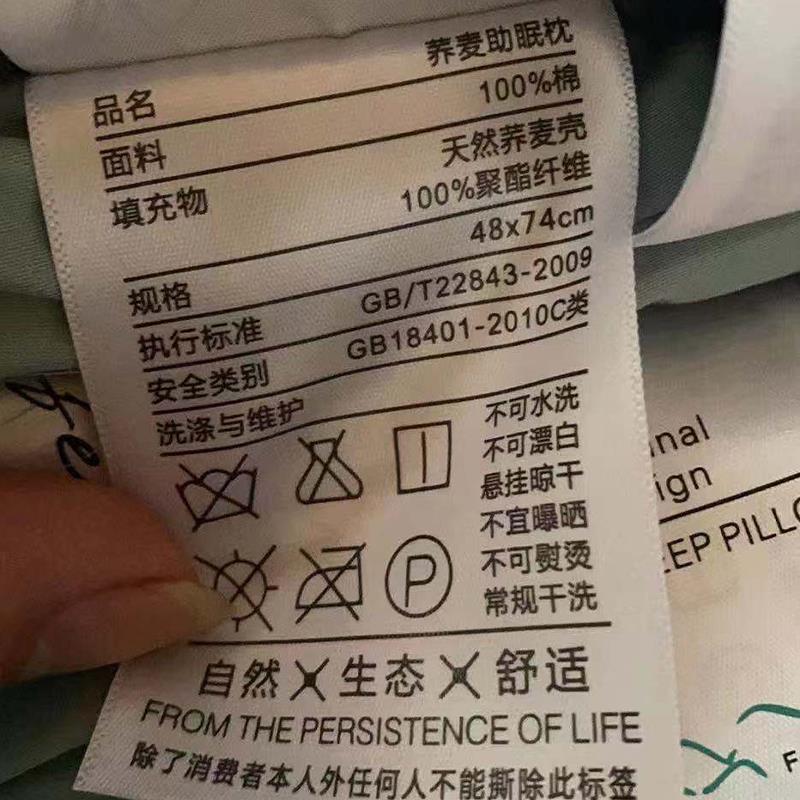 品名 荞麦助眠枕
面料 100%棉
填充物 天然荞麦壳
100%聚酯纤维
规格 48x74cm
执行标准 GB/T22843-2009
安全类别 GB18401-2010C类
洗涤与维护
不可水洗
不可漂白
悬挂晾干
不宜曝晒
不可熨烫
常规干洗
P
自然 生态 舒适
FROM THE PERSISTENCE OF LIFE
除了消费者本人外任何人不能撕除此标签
nal
ign
EEP PILLO
F